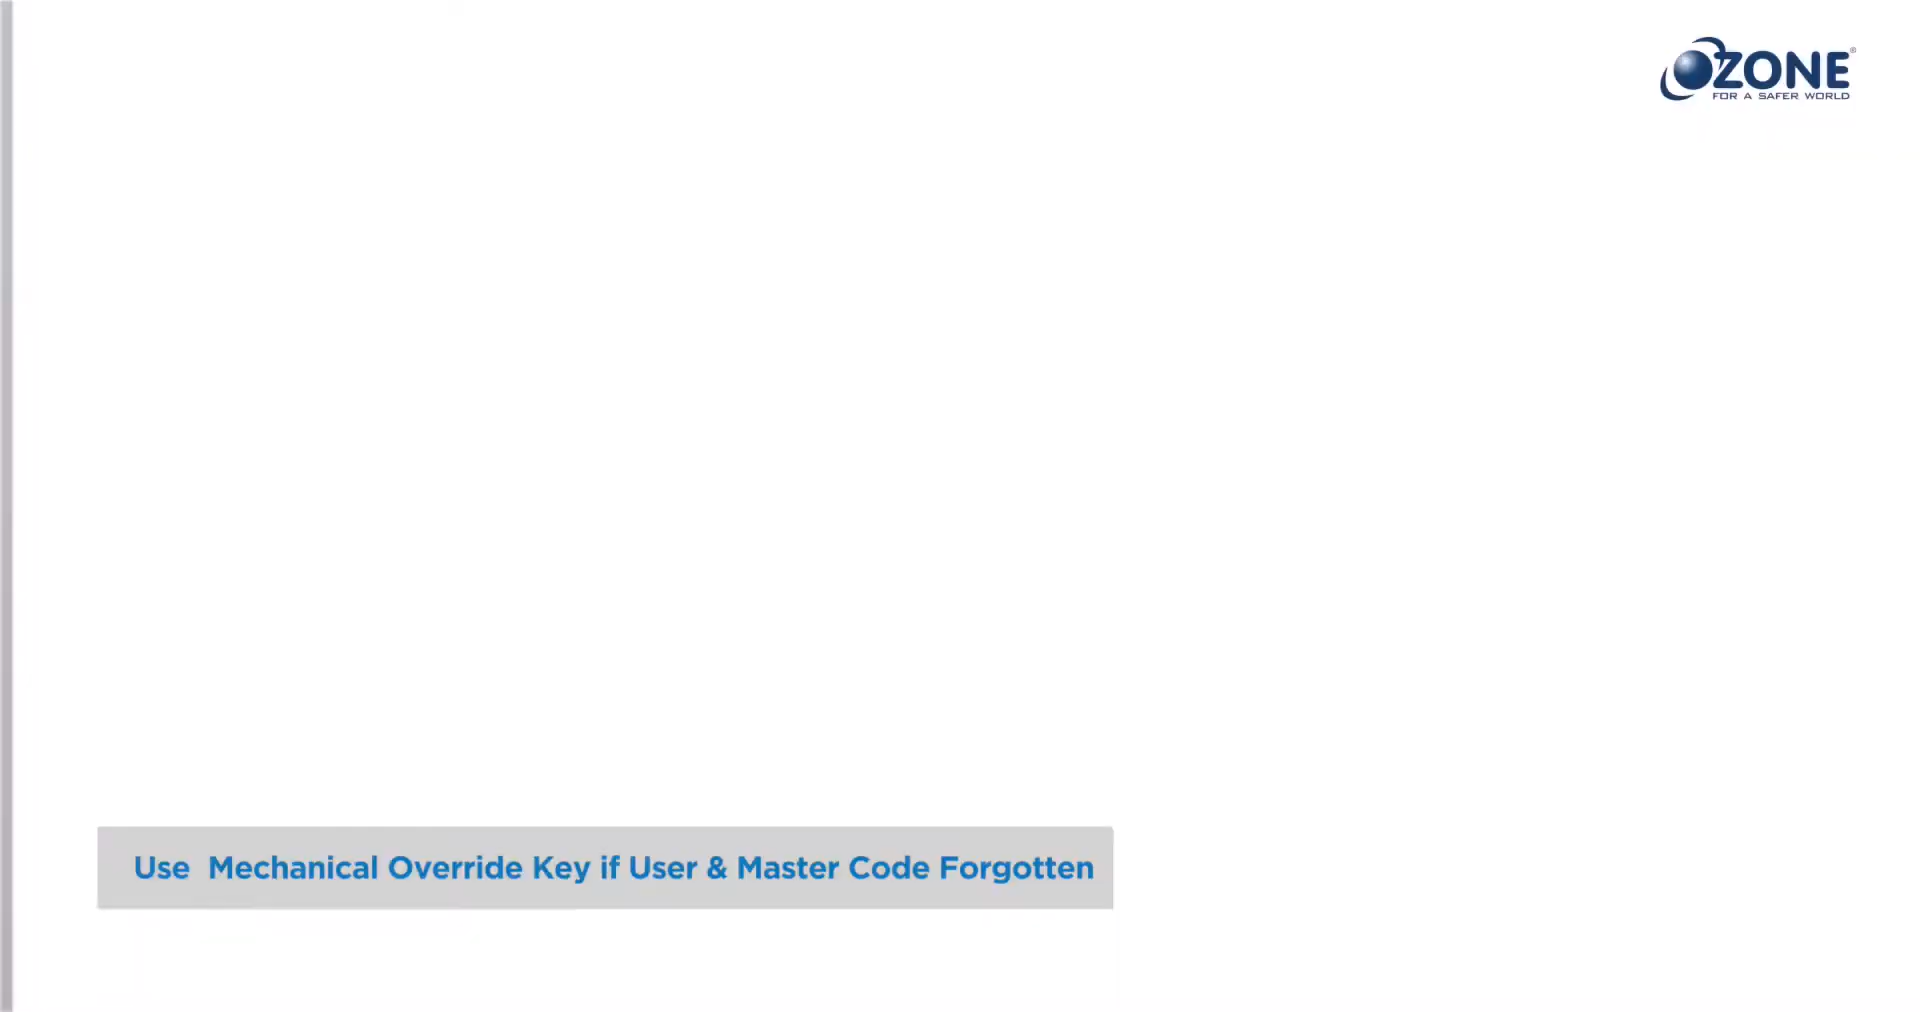 OZONE®
FOR A SAFER WORLD
Use Mechanical Override Key if User & Master Code Forgotten